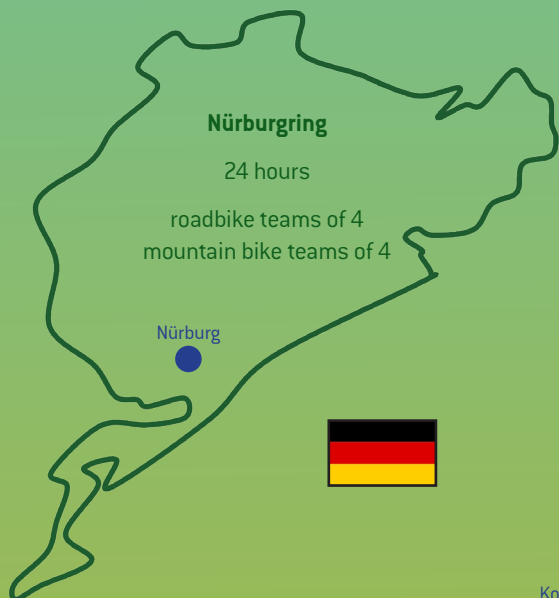 Nürburgring
24 hours
roadbike teams of 4
mountain bike teams of 4
Nürburg